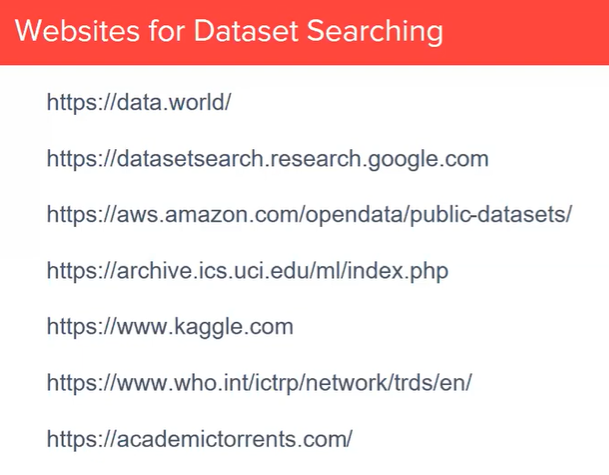 Websites for Dataset Searching
https://data.world/
https://datasetsearch.research.google.com
https://aws.amazon.com/opendata/public-datasets/
https://archive.ics.uci.edu/ml/index.php
https://www.kaggle.com
https://www.who.int/ictrp/network/trds/en/
https://academictorrents.com/